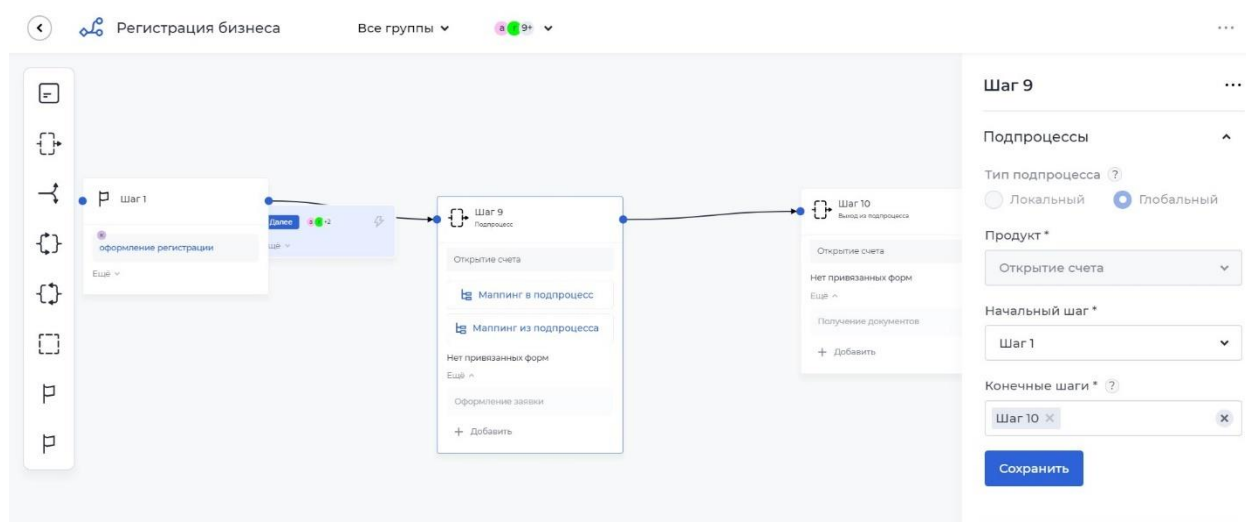 Регистрация бизнеса
Все группы
a
9+
Шаг 1
оформление регистрации
Ещё
Далее
+2
Шаг 9
Подпроцесс
Открытие счета
Маппинг в подпроцесс
Маппинг из подпроцесса
Нет привязанных форм
Ещё
Оформление заявки
+ Добавить
Шаг 10
Выход из подпроцесса
Открытие счета
Нет привязанных форм
Ещё
Получение документов
+ Добавить
Шаг 9
Подпроцессы
Тип подпроцесса ?
Локальный
Глобальный
Продукт *
Открытие счета
Начальный шаг *
Шаг 1
Конечные шаги * ?
Шаг 10 ×
Сохранить